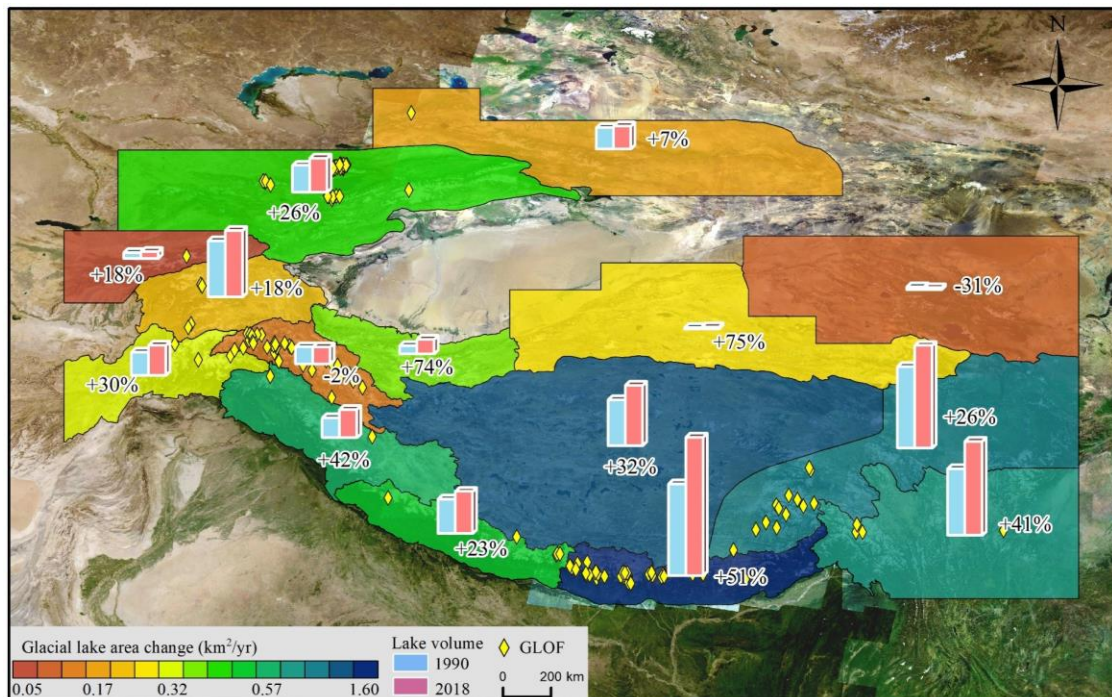 N
+7%
+26%
+18%
+18%
-31%
+75%
+74%
+30%
-2%
+26%
+42%
+32%
+41%
+23%
+51%
Glacial lake area change (km²/yr)
0.05 0.17 0.32 0.57 1.60
Lake volume
1990
2018
GLOF
0 200 km